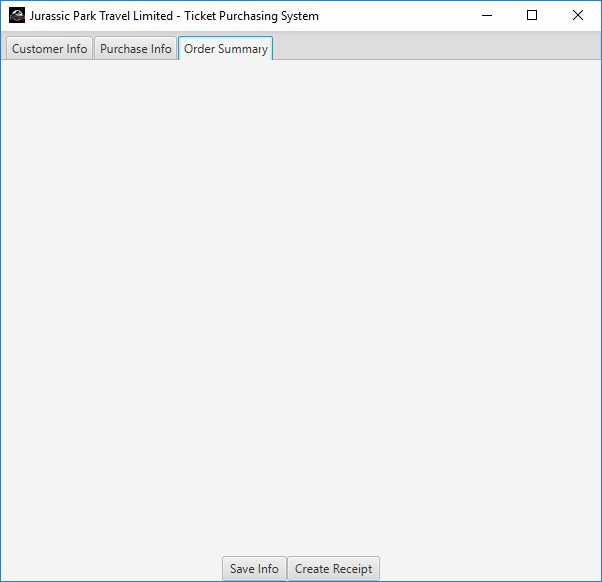 Jurassic Park Travel Limited - Ticket Purchasing System
Customer Info Purchase Info Order Summary
Save Info Create Receipt